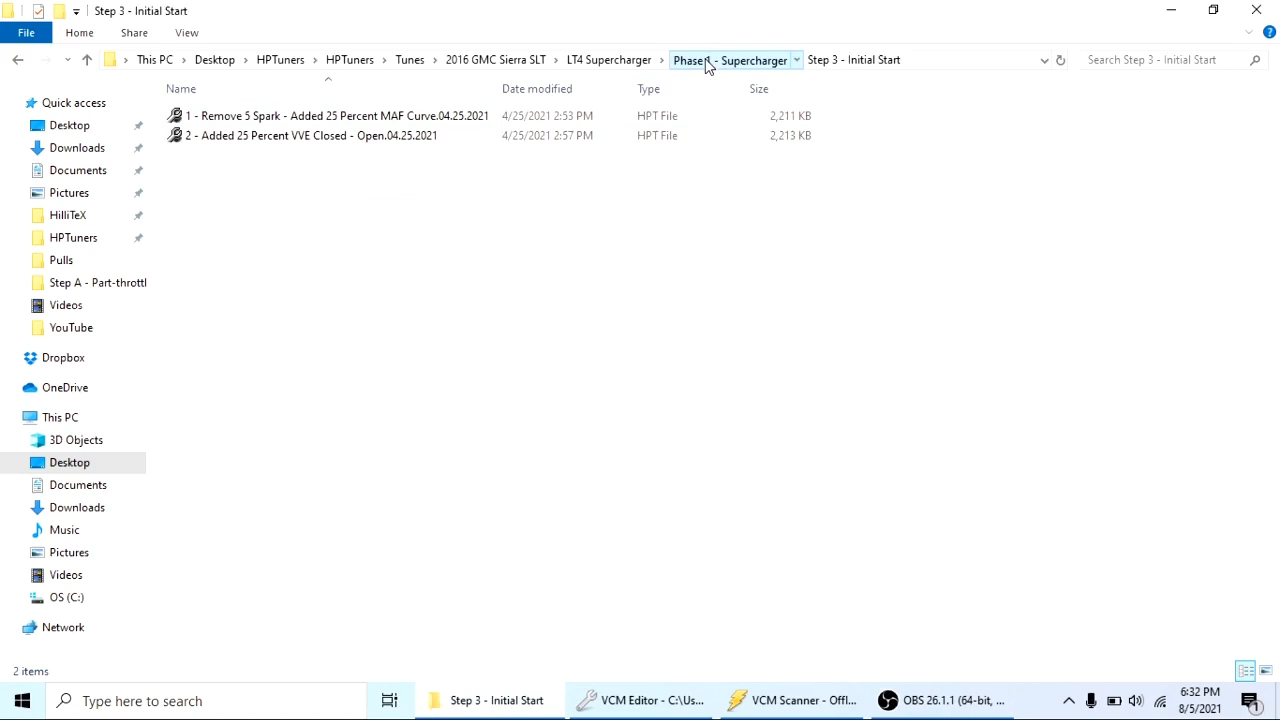 Step 3 - Initial Start
File Home Share View
This PC Desktop HPTuners HPTuners Tunes 2016 GMC Sierra SLT LT4 Supercharger Phase 1 - Supercharger Step 3 - Initial Start Search Step 3 - Initial Start
Name Date modified Type Size
1 - Remove 5 Spark - Added 25 Percent MAF Curve.04.25.2021 4/25/2021 2:53 PM HPT File 2,211 KB
2 - Added 25 Percent VVE Closed - Open.04.25.2021 4/25/2021 2:57 PM HPT File 2,213 KB
Quick access
Desktop
Downloads
Documents
Pictures
HilliTeX
HPTuners
Pulls
Step A - Part-throttl
Videos
YouTube
Dropbox
OneDrive
This PC
3D Objects
Desktop
Documents
Downloads
Music
Pictures
Videos
OS (C:)
Network
2 items
Type here to search Step 3 - Initial Start VCM Editor - C:\Us... VCM Scanner - Offl... OBS 26.1.1 (64-bit, ... 6:32 PM
8/5/2021 1